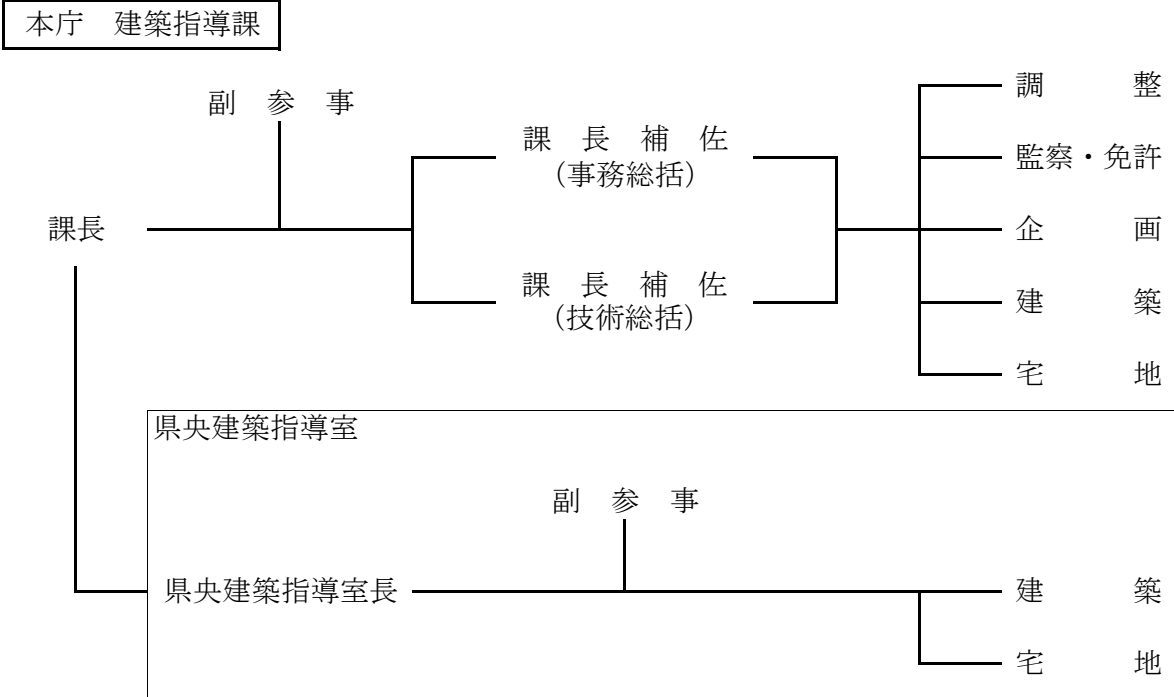 本庁　建築指導課
副　参　事
課　長　補　佐
（事務総括）
課長
課　長　補　佐
（技術総括）
調　　　整
監察・免許
企　　　画
建　　　築
宅　　　地
県央建築指導室
副　参　事
県央建築指導室長
建　　　築
宅　　　地